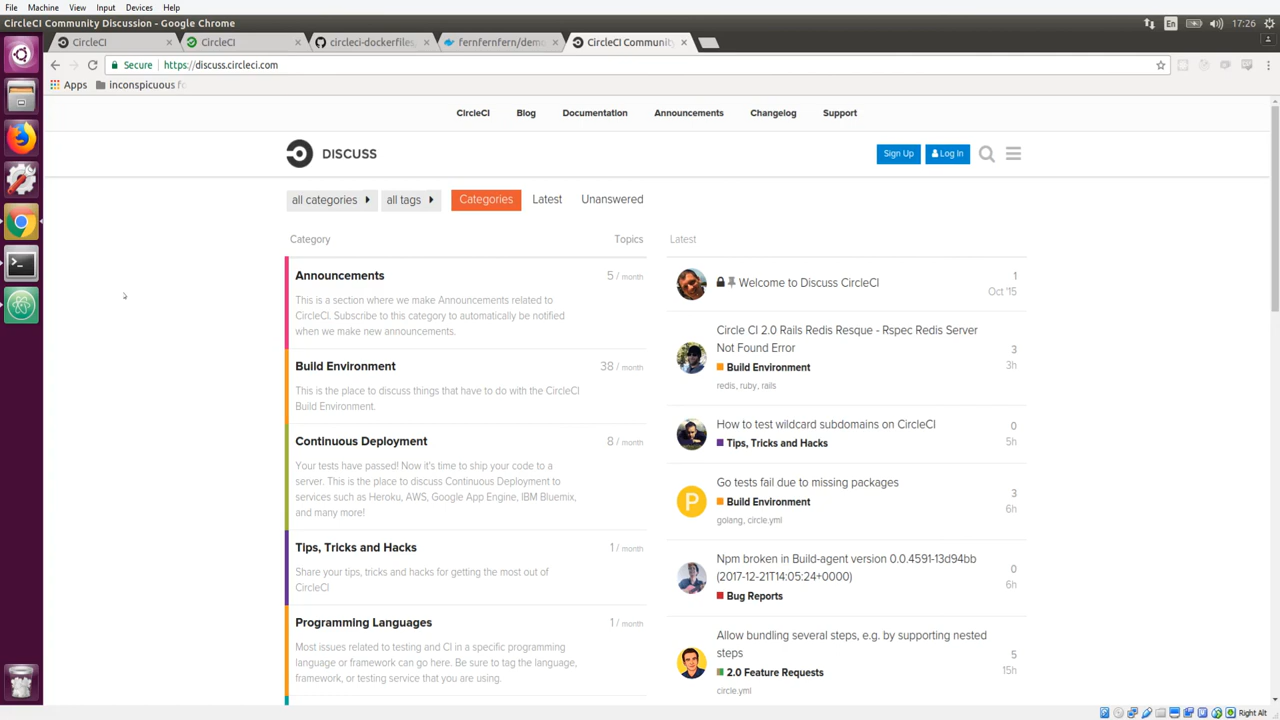 File Machine View Input Devices Help
CircleCI Community Discussion - Google Chrome
En
17:26
CircleCI
CircleCI
circleci-dockerfiles,
fernfernfern/demo
CircleCI Community
Secure
https://discuss.circleci.com
Apps
inconspicuous fo
CircleCI
Blog
Documentation
Announcements
Changelog
Support
DISCUSS
Sign Up
Log In
all categories
all tags
Categories
Latest
Unanswered
Category
Topics
Announcements
5 / month
This is a section where we make Announcements related to
CircleCI. Subscribe to this category to automatically be notified
when we make new announcements.
Build Environment
38 / month
This is the place to discuss things that have to do with the CircleCI
Build Environment.
Continuous Deployment
8 / month
Your tests have passed! Now it's time to ship your code to a
server. This is the place to discuss Continuous Deployment to
services such as Heroku, AWS, Google App Engine, IBM Bluemix,
and many more!
Tips, Tricks and Hacks
1 / month
Share your tips, tricks and hacks for getting the most out of
CircleCI
Programming Languages
1 / month
Most issues related to testing and CI in a specific programming
language or framework can go here. Be sure to tag the language,
framework, or testing service that you are using.
Latest
Welcome to Discuss CircleCI
1
Oct '15
Circle CI 2.0 Rails Redis Resque - Rspec Redis Server
Not Found Error
3
Build Environment
3h
redis, ruby, rails
How to test wildcard subdomains on CircleCI
0
Tips, Tricks and Hacks
5h
P
Go tests fail due to missing packages
3
Build Environment
6h
golang, circle.yml
Npm broken in Build-agent version 0.0.4591-13d94bb
(2017-12-21T14:05:24+0000)
0
6h
Bug Reports
Allow bundling several steps, e.g. by supporting nested
steps
5
2.0 Feature Requests
15h
circle.yml
Right Alt